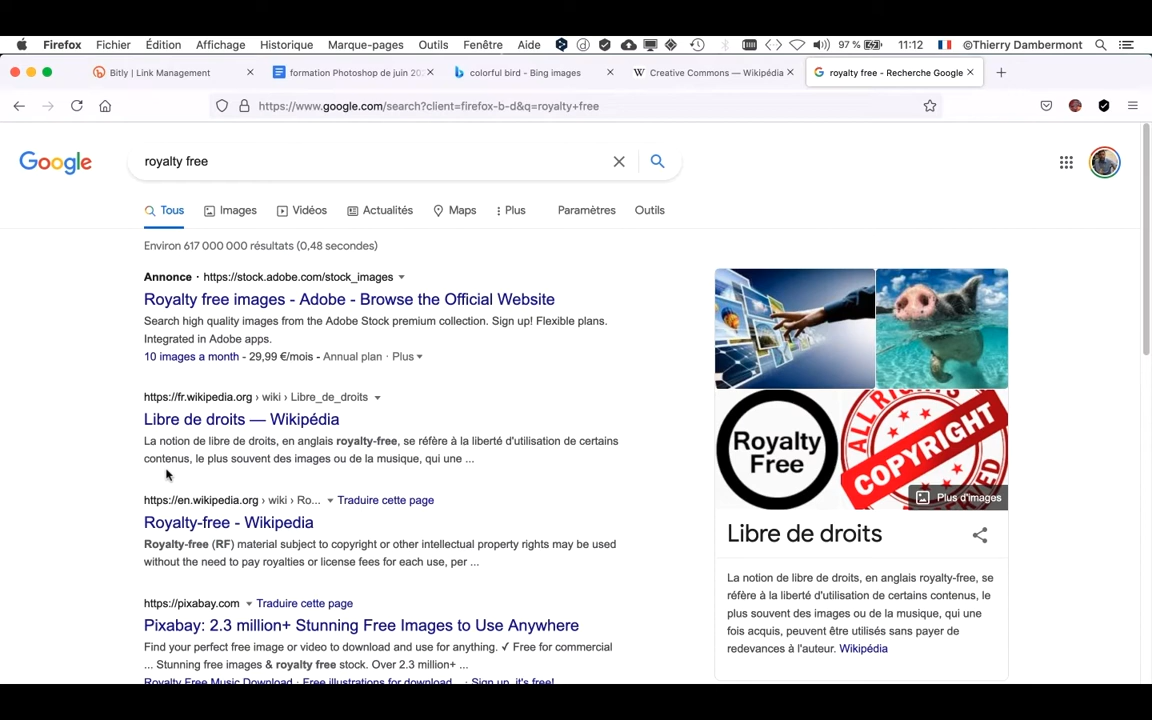 Firefox Fichier Édition Affichage Historique Marque-pages Outils Fenêtre Aide 97 % 11:12 ©Thierry Dambermont
Bitly | Link Management formation Photoshop de juin 20 colorful bird - Bing images Creative Commons — Wikipédia royalty free - Recherche Google
https://www.google.com/search?client=firefox-b-d&q=royalty+free
Google royalty free
Tous Images Vidéos Actualités Maps Plus Paramètres Outils
Environ 617 000 000 résultats (0,48 secondes)
Annonce · https://stock.adobe.com/stock_images
Royalty free images - Adobe - Browse the Official Website
Search high quality images from the Adobe Stock premium collection. Sign up! Flexible plans.
Integrated in Adobe apps.
10 images a month - 29,99 €/mois - Annual plan · Plus
https://fr.wikipedia.org › wiki › Libre_de_droits
Libre de droits — Wikipédia
La notion de libre de droits, en anglais royalty-free, se réfère à la liberté d'utilisation de certains
contenus, le plus souvent des images ou de la musique, qui une ...
https://en.wikipedia.org › wiki › Ro... Traduire cette page
Royalty-free - Wikipedia
Royalty-free (RF) material subject to copyright or other intellectual property rights may be used
without the need to pay royalties or license fees for each use, per ...
https://pixabay.com Traduire cette page
Pixabay: 2.3 million+ Stunning Free Images to Use Anywhere
Find your perfect free image or video to download and use for anything. ✓ Free for commercial
... Stunning free images & royalty free stock. Over 2.3 million+ ...
Royalty Free Music Download · Free illustrations for download... · Sign up, it's free!
Royalty
Free
ALL RIGHTS
COPYRIGHT
Plus d'images
Libre de droits
La notion de libre de droits, en anglais royalty-free, se
réfère à la liberté d'utilisation de certains contenus, le
plus souvent des images ou de la musique, qui une
fois acquis, peuvent être utilisés sans payer de
redevances à l'auteur. Wikipédia